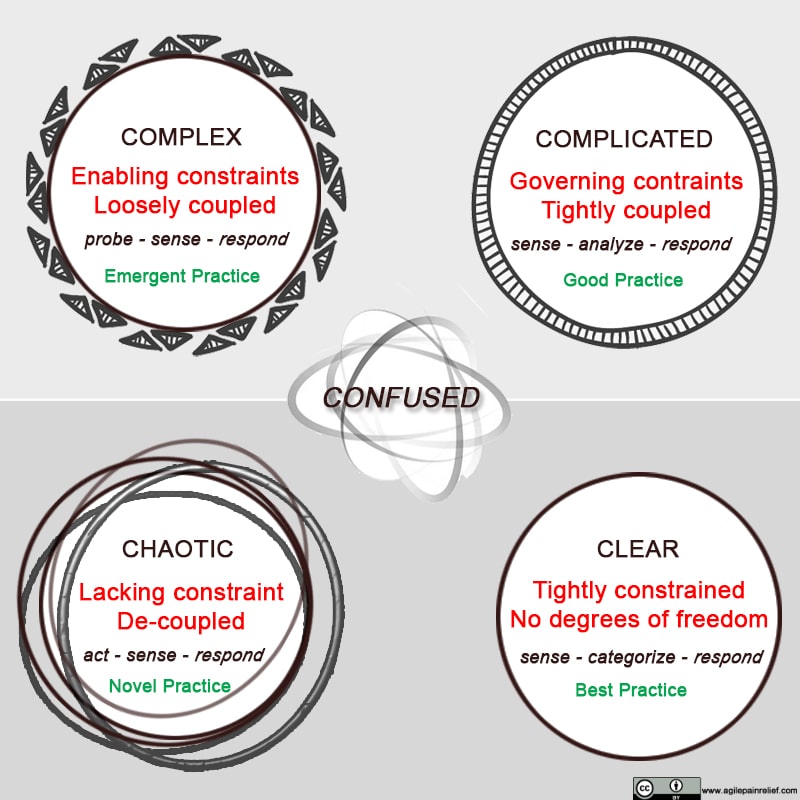 COMPLEX
Enabling constraints
Loosely coupled
probe - sense - respond
Emergent Practice
COMPLICATED
Governing contraints
Tightly coupled
sense - analyze - respond
Good Practice
CONFUSED
CHAOTIC
Lacking constraint
De-coupled
act - sense - respond
Novel Practice
CLEAR
Tightly constrained
No degrees of freedom
sense - categorize - respond
Best Practice
cc
BY
www.agilepainrelief.com